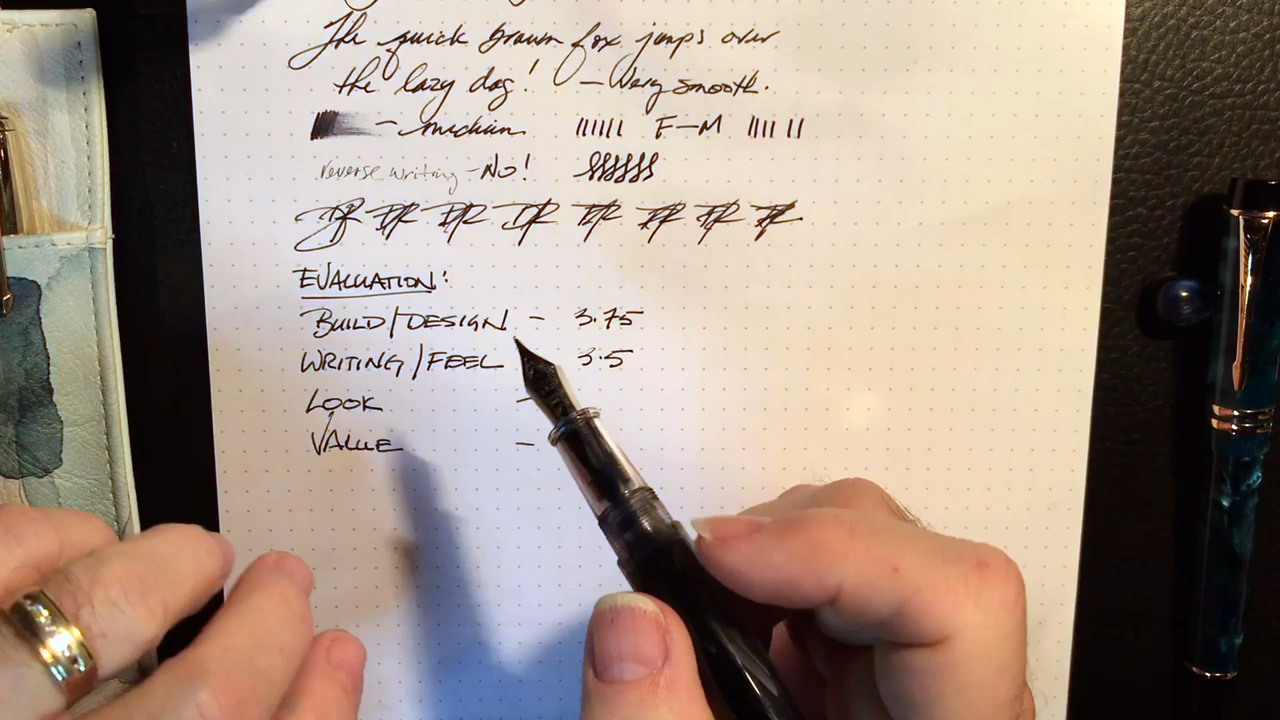 The quick brown fox jumps over
the lazy dog! – Very smooth.
– medium F–M
reverse writing – No!
EVALUATION:
BUILD/DESIGN – 3.75
WRITING/FEEL 3.5
LOOK –
VALUE –